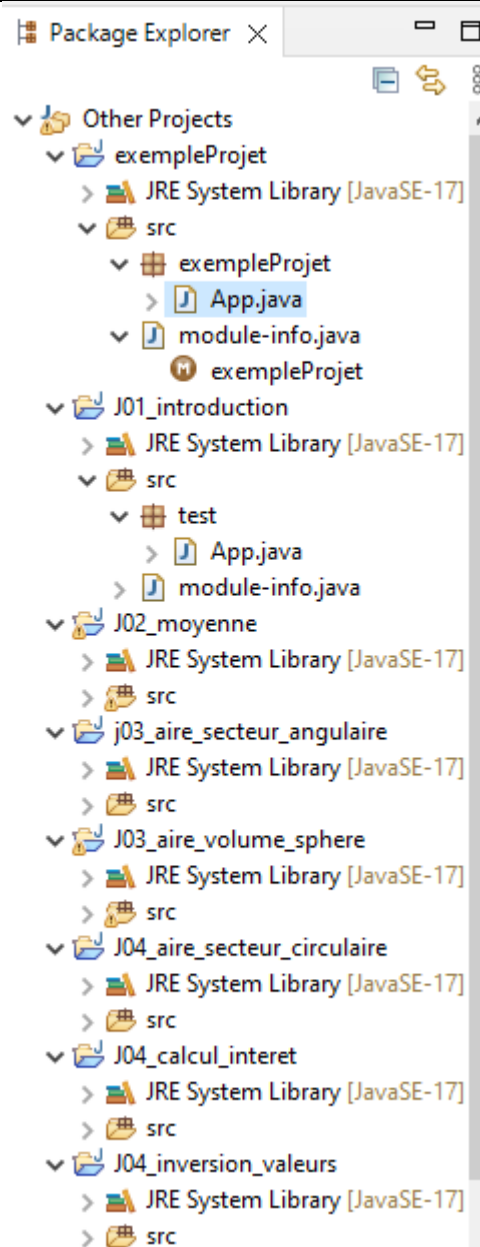 Package Explorer
Other Projects
exempleProjet
JRE System Library [JavaSE-17]
src
exempleProjet
J App.java
J module-info.java
M exempleProjet
J01_introduction
JRE System Library [JavaSE-17]
src
test
J App.java
J module-info.java
J02_moyenne
JRE System Library [JavaSE-17]
src
j03_aire_secteur_angulaire
JRE System Library [JavaSE-17]
src
J03_aire_volume_sphere
JRE System Library [JavaSE-17]
src
J04_aire_secteur_circulaire
JRE System Library [JavaSE-17]
src
J04_calcul_interet
JRE System Library [JavaSE-17]
src
J04_inversion_valeurs
JRE System Library [JavaSE-17]
src